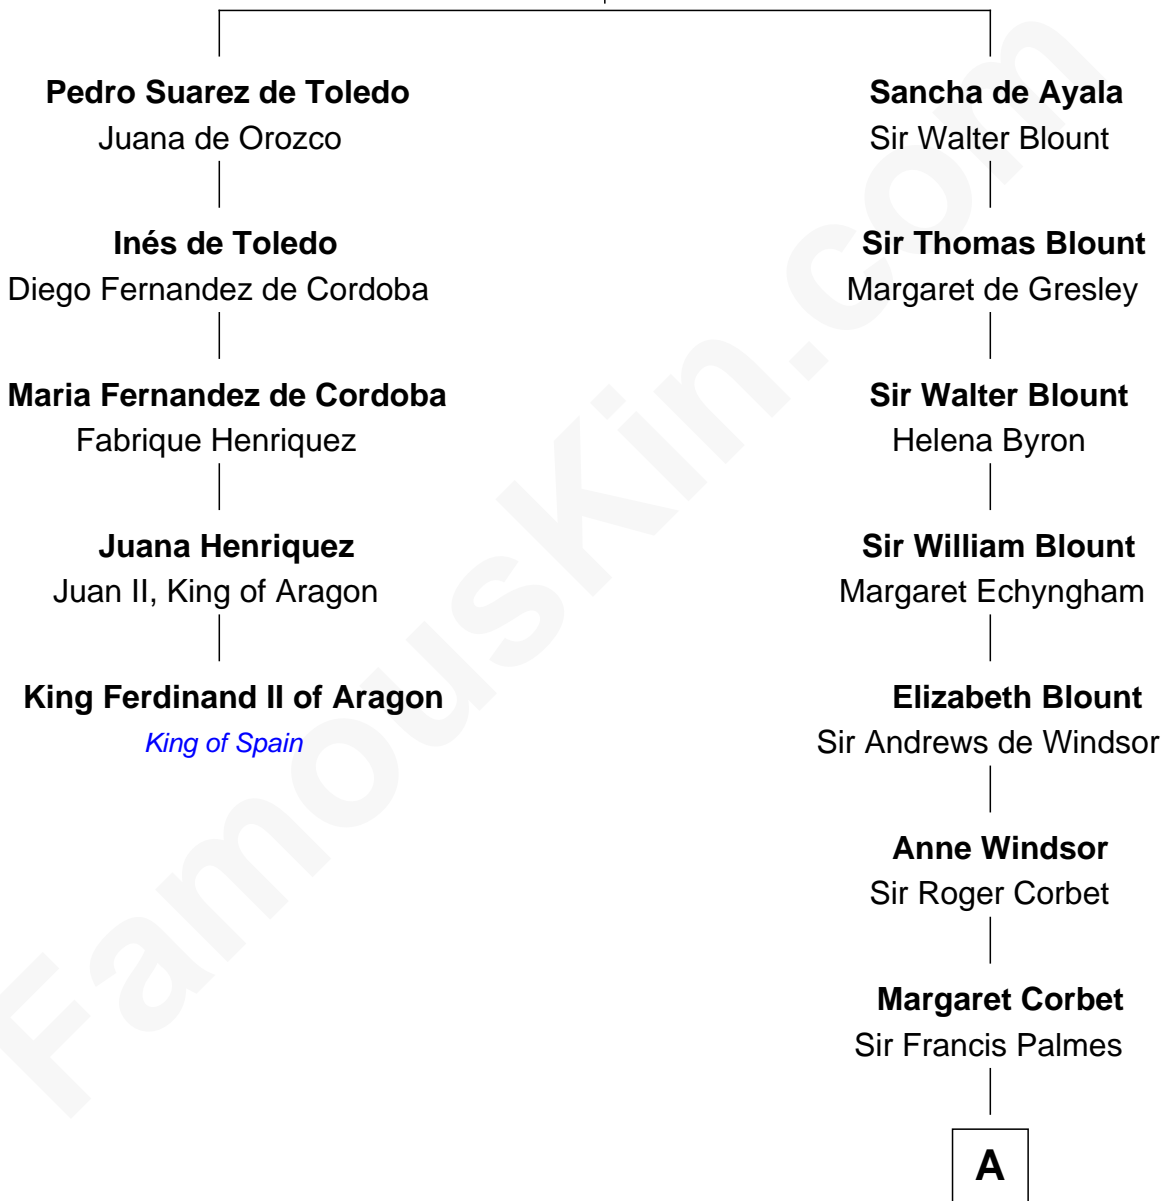 Pedro Suarez de Toledo
Juana de Orozco
Inés de Toledo
Diego Fernandez de Cordoba
Maria Fernandez de Cordoba
Fabrique Henriquez
Juana Henriquez
Juan II, King of Aragon
King Ferdinand II of Aragon
King of Spain
Sancha de Ayala
Sir Walter Blount
Sir Thomas Blount
Margaret de Gresley
Sir Walter Blount
Helena Byron
Sir William Blount
Margaret Echyngham
Elizabeth Blount
Sir Andrews de Windsor
Anne Windsor
Sir Roger Corbet
Margaret Corbet
Sir Francis Palmes
A
FamousKin.com